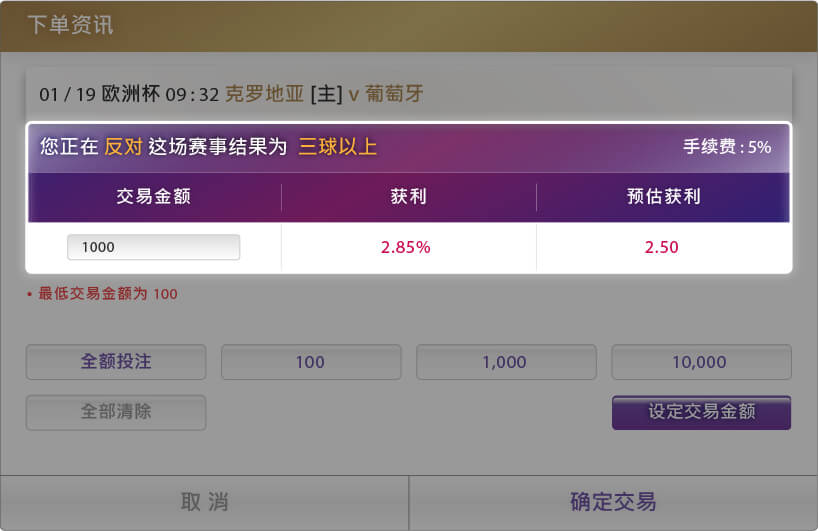 下单资讯
01 / 19 欧洲杯 09 : 32 克罗地亚 [主] v 葡萄牙
您正在 反对 这场赛事结果为 三球以上 手续费 : 5%
交易金额 获利 预估获利
1000 2.85% 2.50
• 最低交易金额为 100
全额投注 100 1,000 10,000
全部清除 设定交易金额
取 消 确定交易